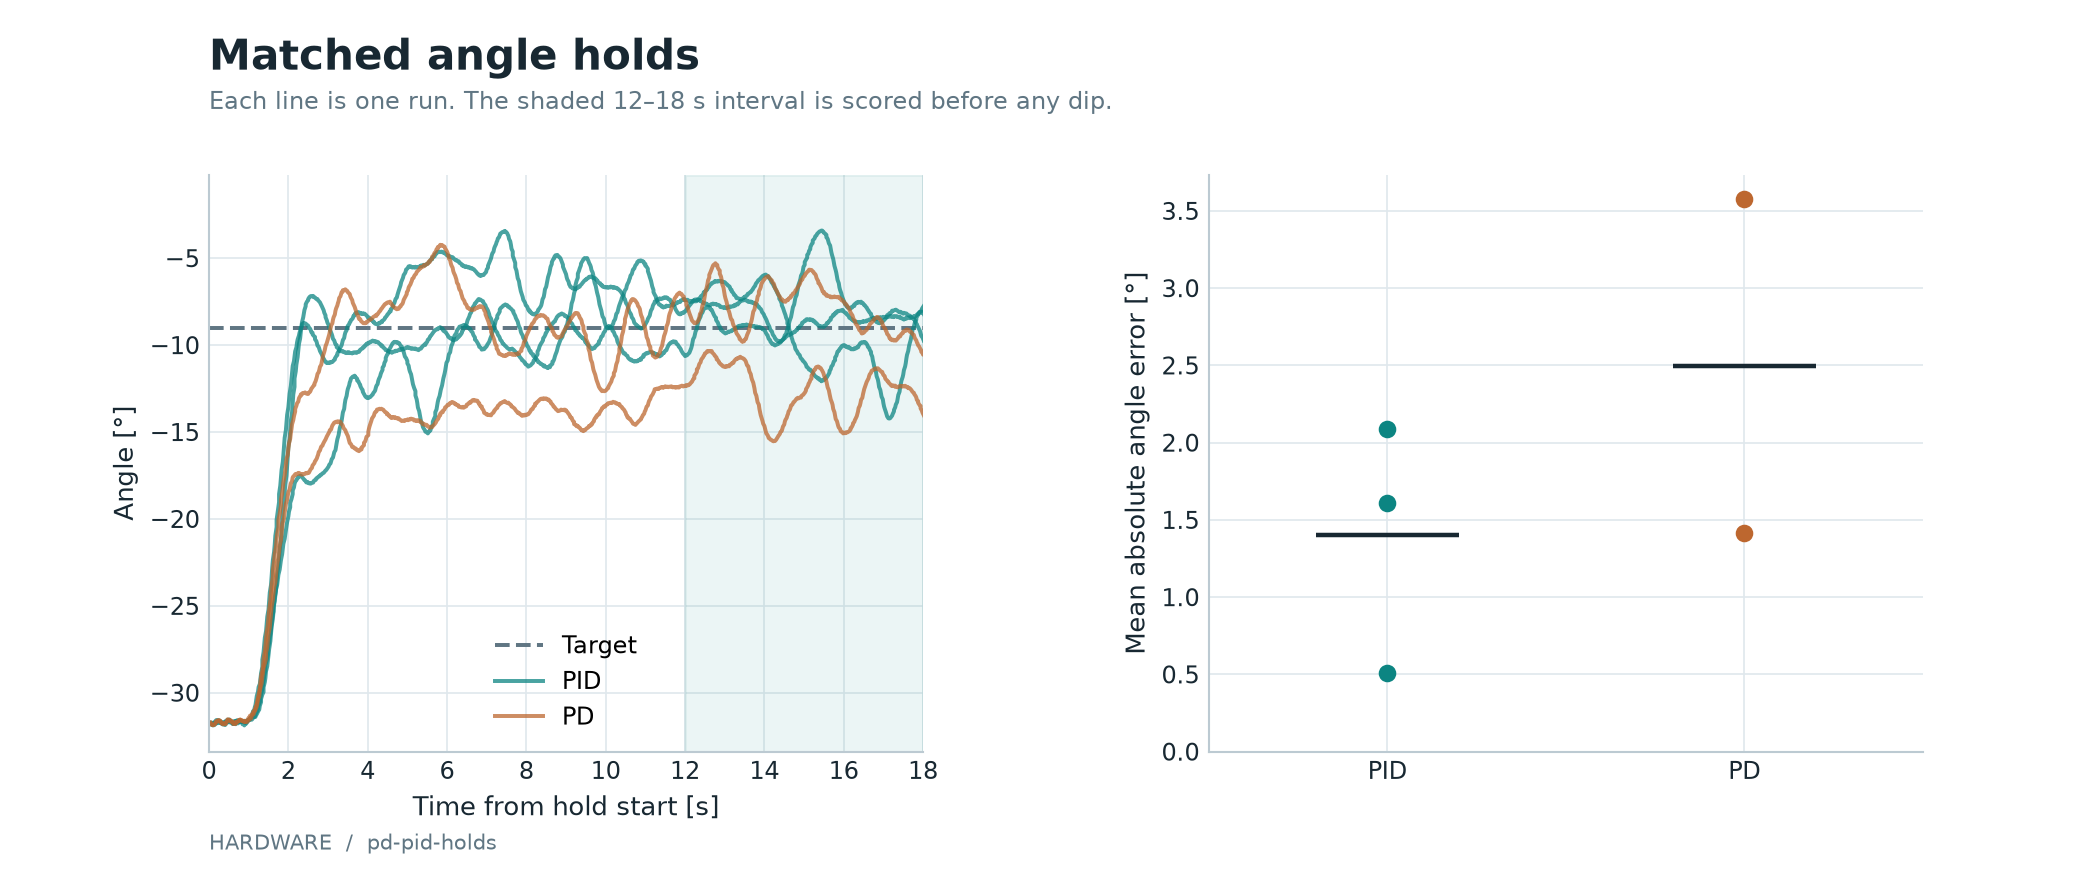 Matched angle holds
Each line is one run. The shaded 12–18 s interval is scored before any dip.
Angle [°]
−5
−10
−15
−20
−25
−30
Target
PID
PD
0 2 4 6 8 10 12 14 16 18
Time from hold start [s]
Mean absolute angle error [°]
3.5
3.0
2.5
2.0
1.5
1.0
0.5
0.0
PID PD
HARDWARE / pd-pid-holds